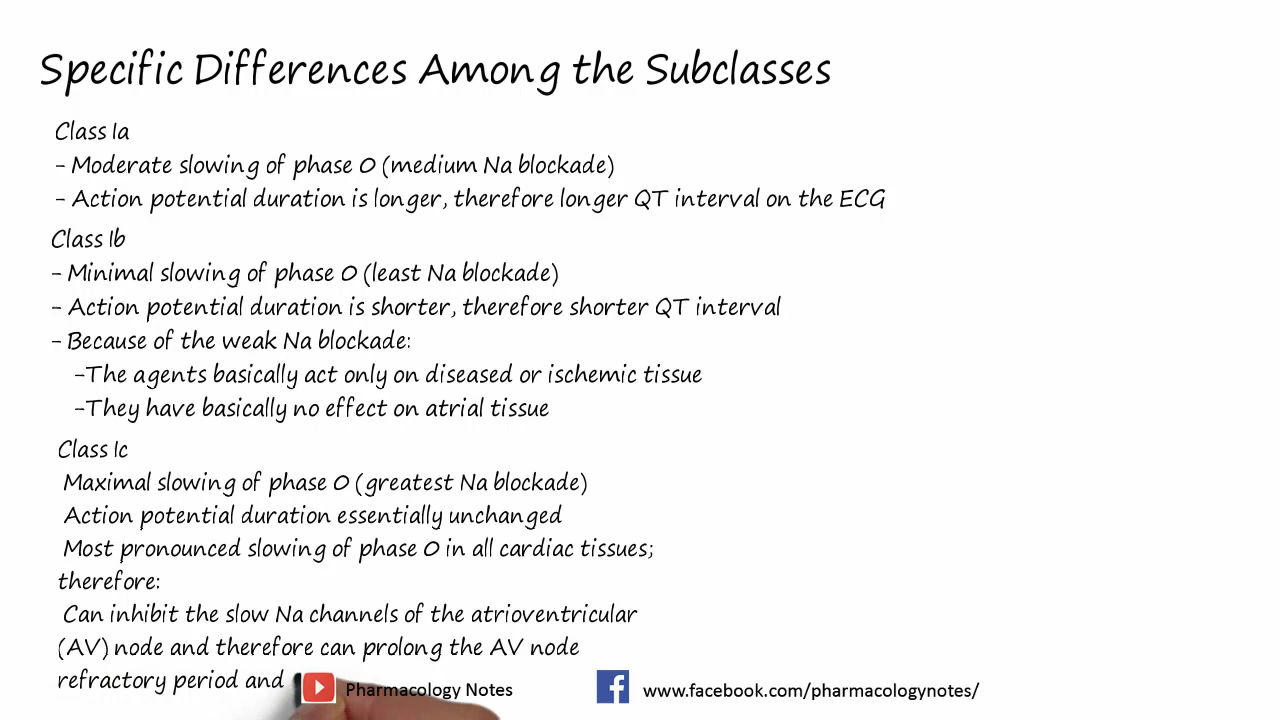 Specific Differences Among the Subclasses
Class Ia
- Moderate slowing of phase 0 (medium Na blockade)
- Action potential duration is longer, therefore longer QT interval on the ECG
Class Ib
- Minimal slowing of phase 0 (least Na blockade)
- Action potential duration is shorter, therefore shorter QT interval
- Because of the weak Na blockade:
-The agents basically act only on diseased or ischemic tissue
-They have basically no effect on atrial tissue
Class Ic
Maximal slowing of phase 0 (greatest Na blockade)
Action potential duration essentially unchanged
Most pronounced slowing of phase 0 in all cardiac tissues;
therefore:
Can inhibit the slow Na channels of the atrioventricular
(AV) node and therefore can prolong the AV node
refractory period and
Pharmacology Notes
www.facebook.com/pharmacologynotes/